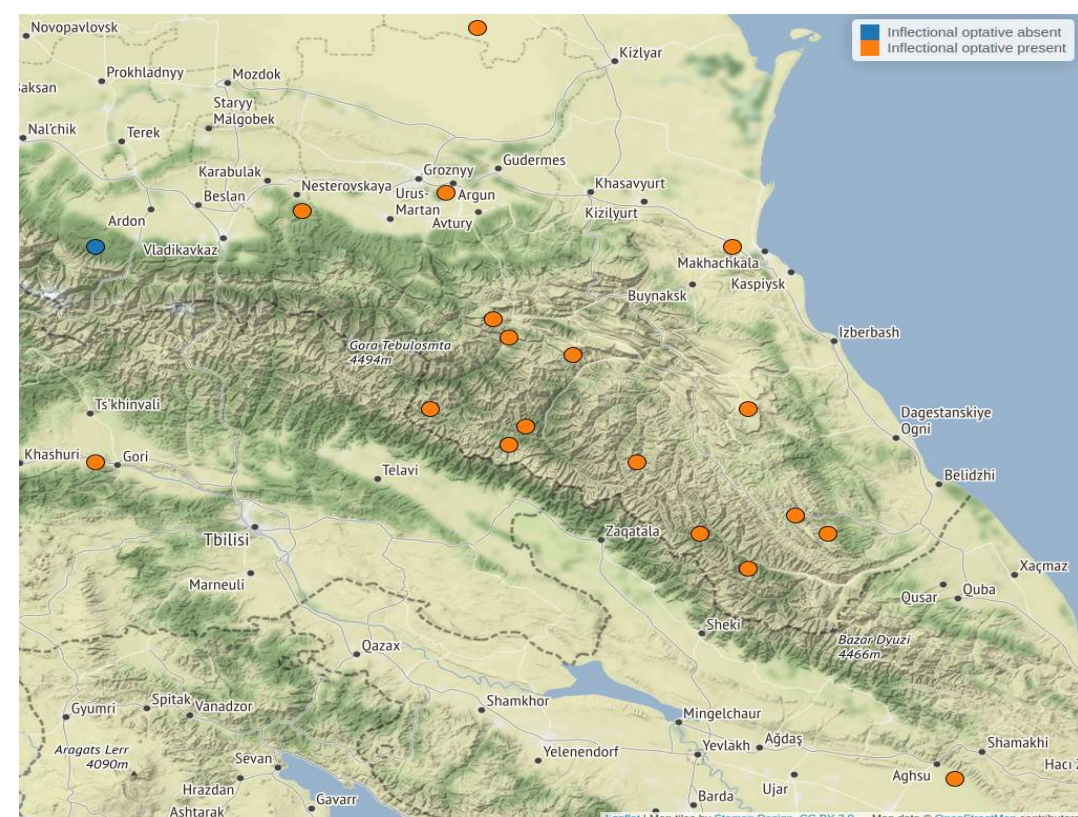 Novopavlovsk
Inflectional optative absent
Inflectional optative present
Kizlyar
Prokhladnyy
Mozdok
aksan
Staryy
Malgobek
Nal'chik
Terek
Gudermes
Karabulak
Groznyy
Nesterovskaya
Urus-
Martan
Argun
Khasavyurt
Beslan
Kizilyurt
Ardon
Avtury
Vladikavkaz
Makhachkala
Kaspiysk
Buynaksk
Izberbash
Gora Tebulosmta
4494m
Ts'khinvali
Dagestanskiye
Ogni
Khashuri
Gori
Telavi
Belidzhi
Tbilisi
Zaqatala
Xaçmaz
Marneuli
Qusar
Quba
Sheki
Qazax
Bazar Dyuzi
4466m
Gyumri
Spitak
Vanadzor
Shamkhor
Mingelchaur
Aragats Lerr
4090m
Sevan
Yelenendorf
Yevlakh
Ağdaş
Shamakhi
Hacı
Aghsu
Hrazdan
Ujar
Gavarr
Barda
Ashtarak